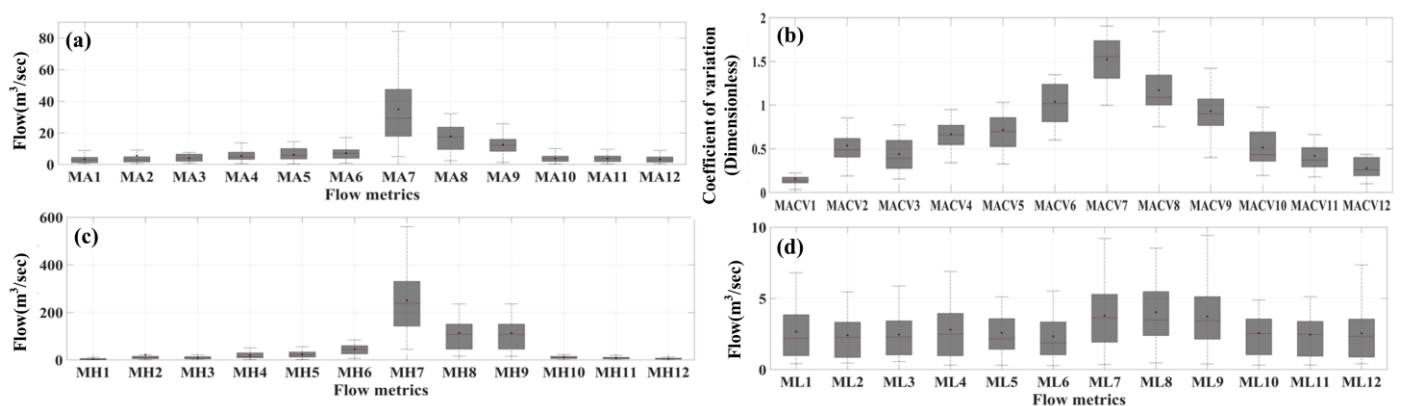 (a)
Flow(m³/sec)
80
60
40
20
0
MA1 MA2 MA3 MA4 MA5 MA6 MA7 MA8 MA9 MA10 MA11 MA12
Flow metrics
(b)
Coefficient of variation
(Dimensionless)
2
1.5
1
0.5
0
MACV1 MACV2 MACV3 MACV4 MACV5 MACV6 MACV7 MACV8 MACV9 MACV10 MACV11 MACV12
(c)
Flow(m³/sec)
600
400
200
0
MH1 MH2 MH3 MH4 MH5 MH6 MH7 MH8 MH9 MH10 MH11 MH12
Flow metrics
(d)
Flow(m³/sec)
10
5
0
ML1 ML2 ML3 ML4 ML5 ML6 ML7 ML8 ML9 ML10 ML11 ML12
Flow metrics